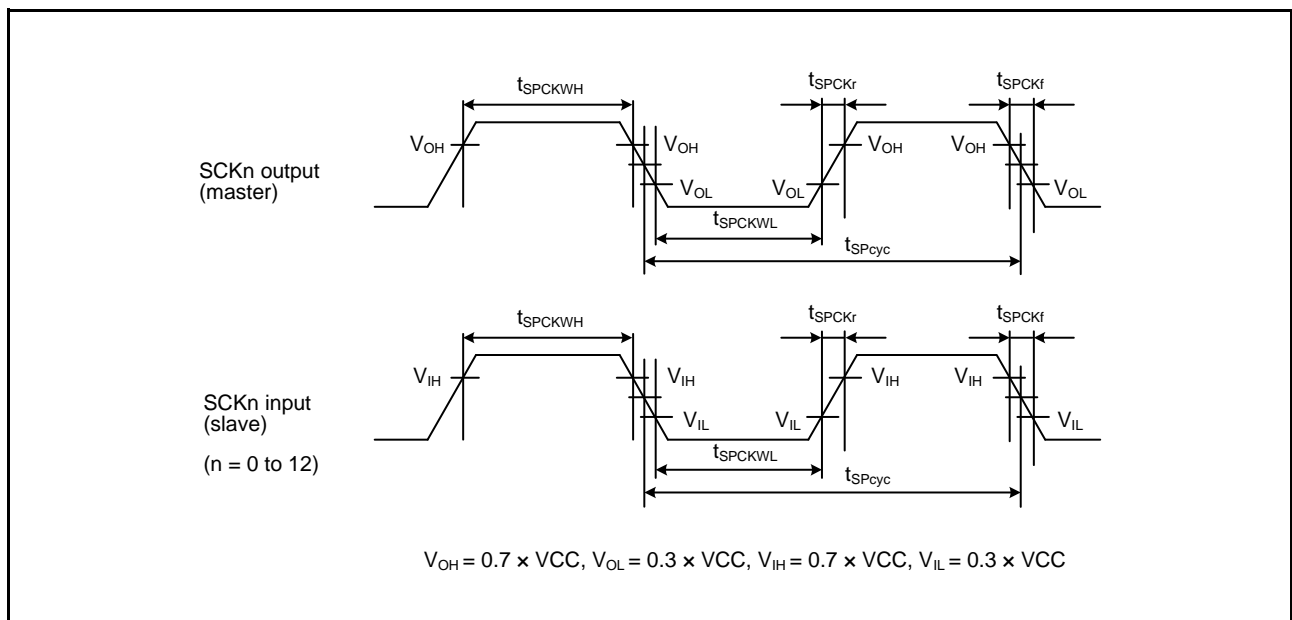 tSPCKWH
tSPCKr
tSPCKf
VOH
VOH
VOH
VOH
SCKn output
(master)
VOL
VOL
VOL
tSPCKWL
tSPcyc
tSPCKWH
tSPCKr
tSPCKf
VIH
VIH
VIH
VIH
SCKn input
(slave)
VIL
VIL
VIL
(n = 0 to 12)
tSPCKWL
tSPcyc
VOH = 0.7 × VCC, VOL = 0.3 × VCC, VIH = 0.7 × VCC, VIL = 0.3 × VCC